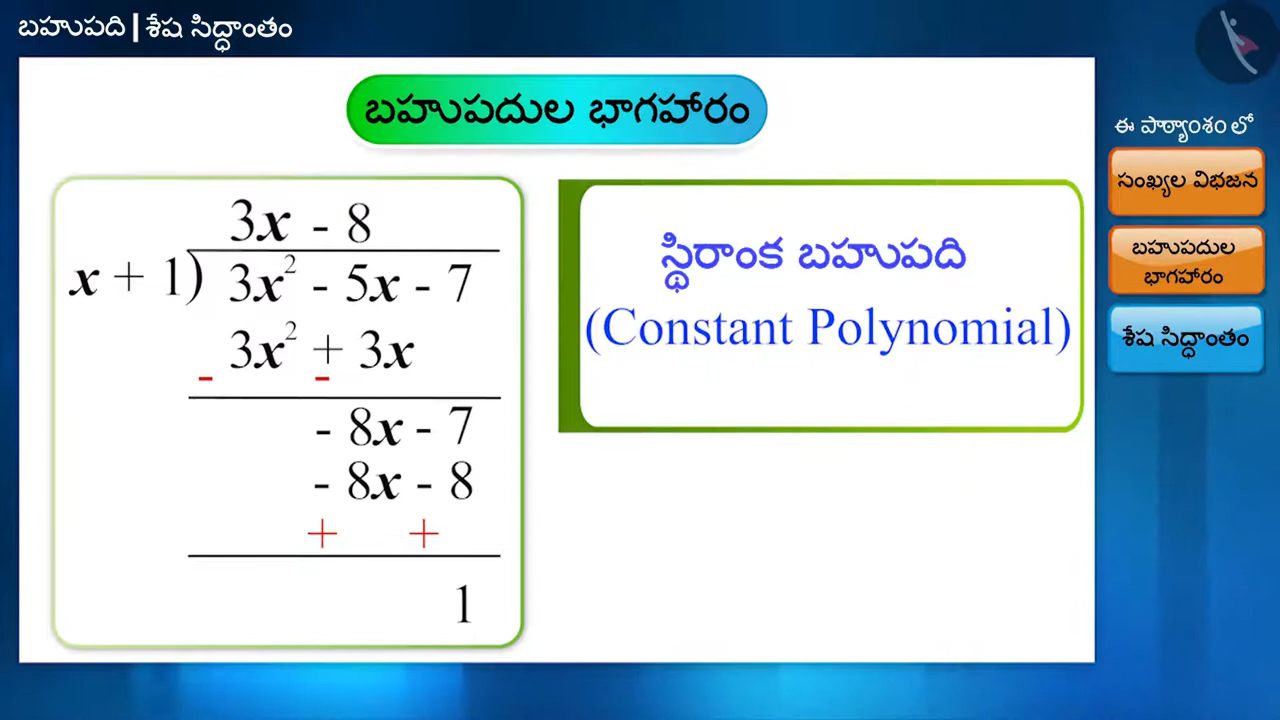 బహుపది | శేష సిద్ధాంతం
బహుపదుల భాగహారం
3x - 8
x + 1) 3x² - 5x - 7
3x² + 3x
- -
- 8x - 7
- 8x - 8
+ +
1
స్థిరాంక బహుపది
(Constant Polynomial)
ఈ పాఠ్యాంశం లో
సంఖ్యల విభజన
బహుపదుల
భాగహారం
శేష సిద్ధాంతం